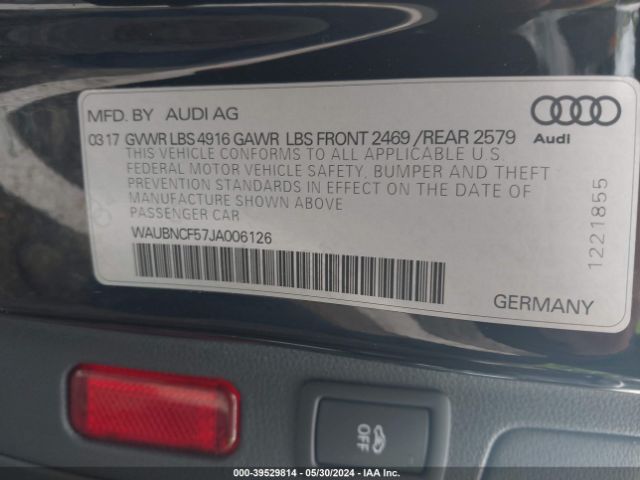 MFD. BY AUDI AG
03 17 GVWR LBS 4916 GAWR LBS FRONT 2469 /REAR 2579
Audi
THIS VEHICLE CONFORMS TO ALL APPLICABLE U.S.
FEDERAL MOTOR VEHICLE SAFETY, BUMPER AND THEFT
PREVENTION STANDARDS IN EFFECT ON THE DATE OF
MANUFACTURE SHOWN ABOVE
PASSENGER CAR
WAUBNCF57JA006126
1221855
GERMANY
OFF
000-39529814 - 05/30/2024 - IAA Inc.